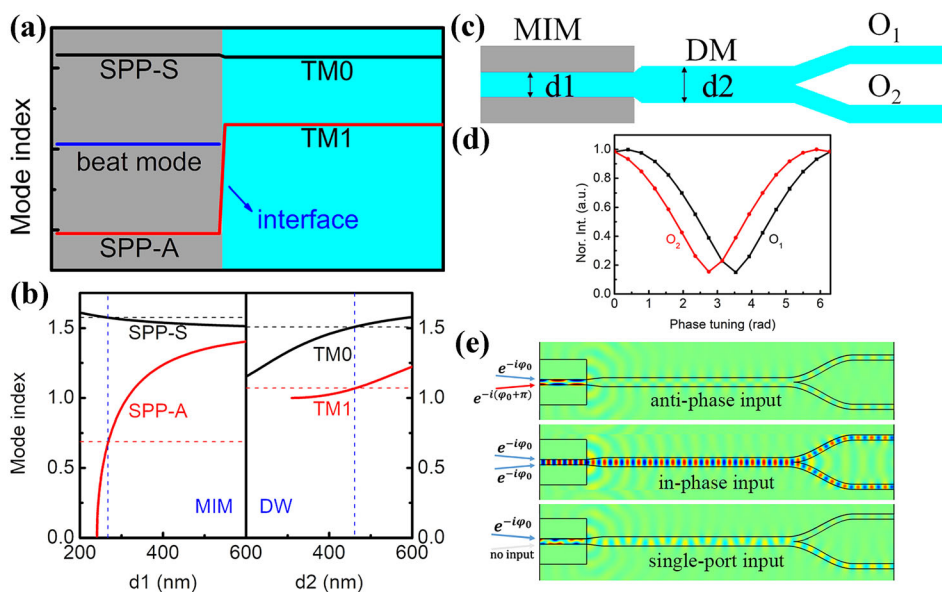 (a)
Mode index
SPP-S
TM0
beat mode
TM1
interface
SPP-A
(b)
Mode index
1.5
1.0
0.5
0.0
SPP-S
SPP-A
MIM
TM0
TM1
DW
1.5
1.0
0.5
0.0
200 400 600 400 600
d1 (nm)
d2 (nm)
(c)
MIM
DM
d1
d2
O1
O2
(d)
Nor. Int. (a.u.)
1.0
0.8
0.6
0.4
0.2
0.0
O2
O1
0 1 2 3 4 5 6
Phase tuning (rad)
(e)
e^{-iφ0}
e^{-i(φ0+π)}
anti-phase input
e^{-iφ0}
e^{-iφ0}
in-phase input
e^{-iφ0}
no input
single-port input